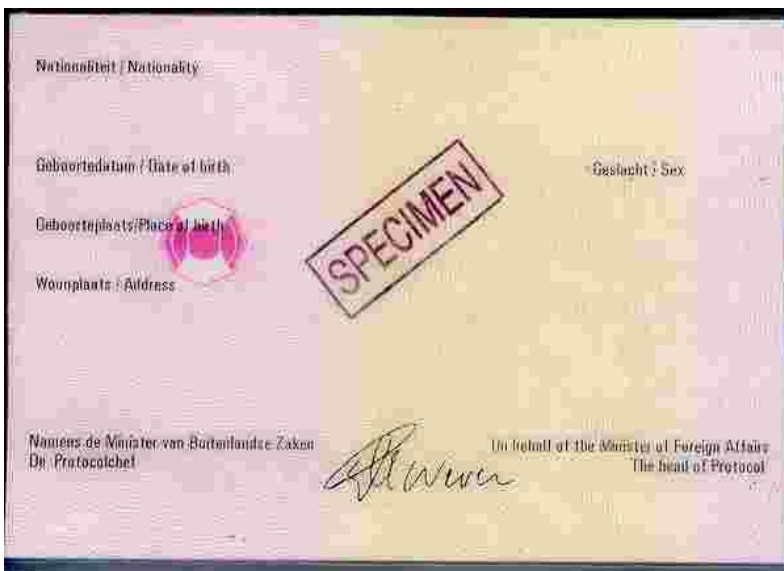 Nationaliteit / Nationality
Geboortedatum / Date of birth
Geslacht / Sex
Geboorteplaats/Place of birth
Woonplaats / Address
SPECIMEN
Namens de Minister van Buitenlandse Zaken
De Protocolchef
On behalf of the Minister of Foreign Affairs
The head of Protocol